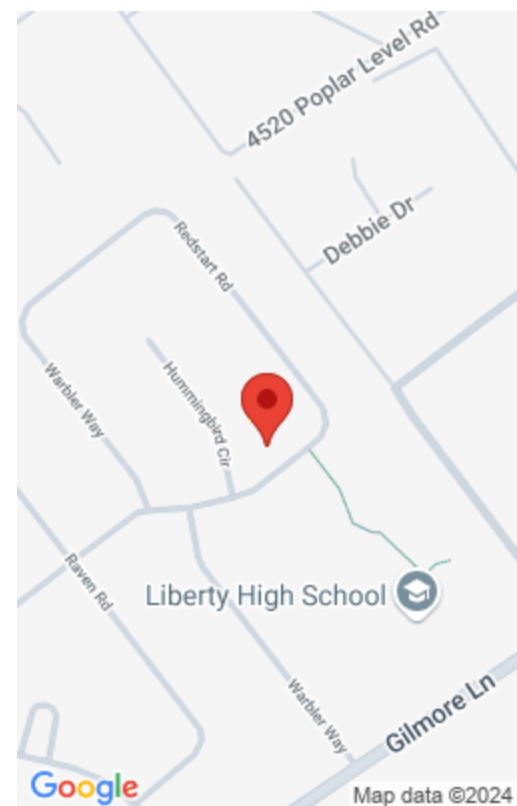 4520 Poplar Level Rd
Debbie Dr
Redstart Rd
Hummingbird Cir
Warbler Way
Raven Rd
Liberty High School
Warbler Way
Gilmore Ln
Google
Map data ©2024